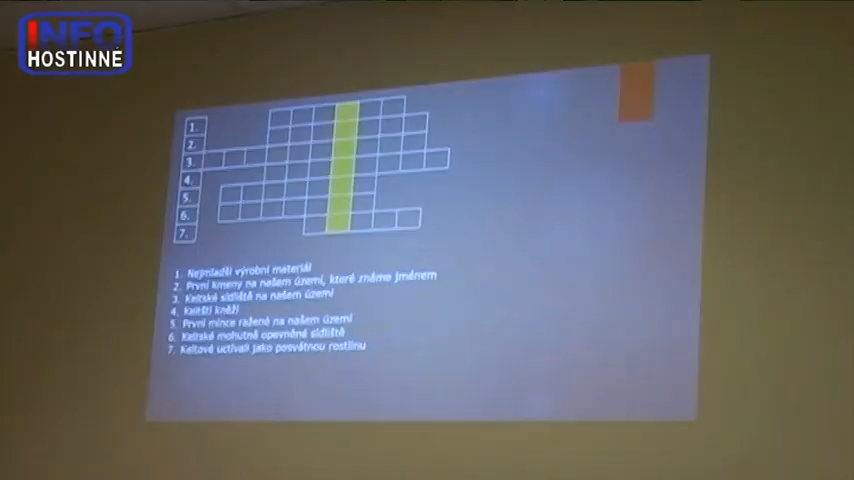 INFO
HOSTINNÉ
1.
2.
3.
4.
5.
6.
7.
1. Nejmladší výrobní materiál
2. První kmeny na našem území, které známe jménem
3. Keltské sídliště na našem území
4. Keltští kněží
5. První mince ražené na našem území
6. Keltské mohutně opevněné sídliště
7. Keltové uctívali jako posvátnou rostlinu